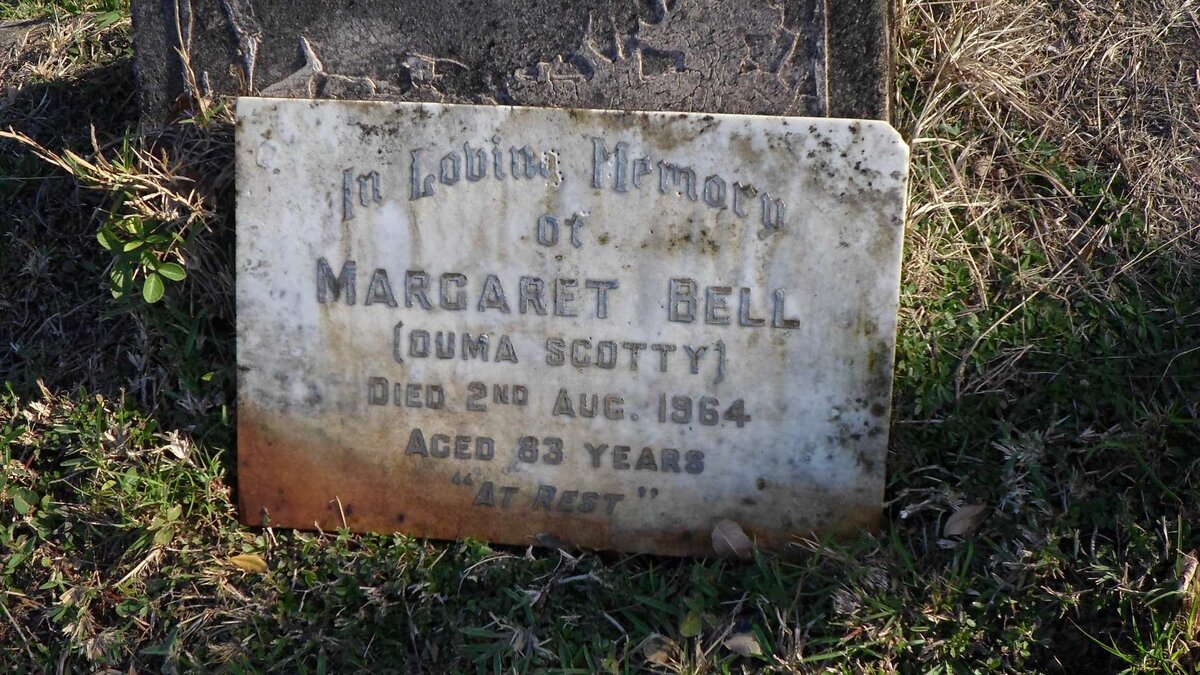 In Loving Memory
of
MARGARET BELL
(OUMA SCOTTY)
DIED 2ND AUG. 1964
AGED 83 YEARS
"AT REST"